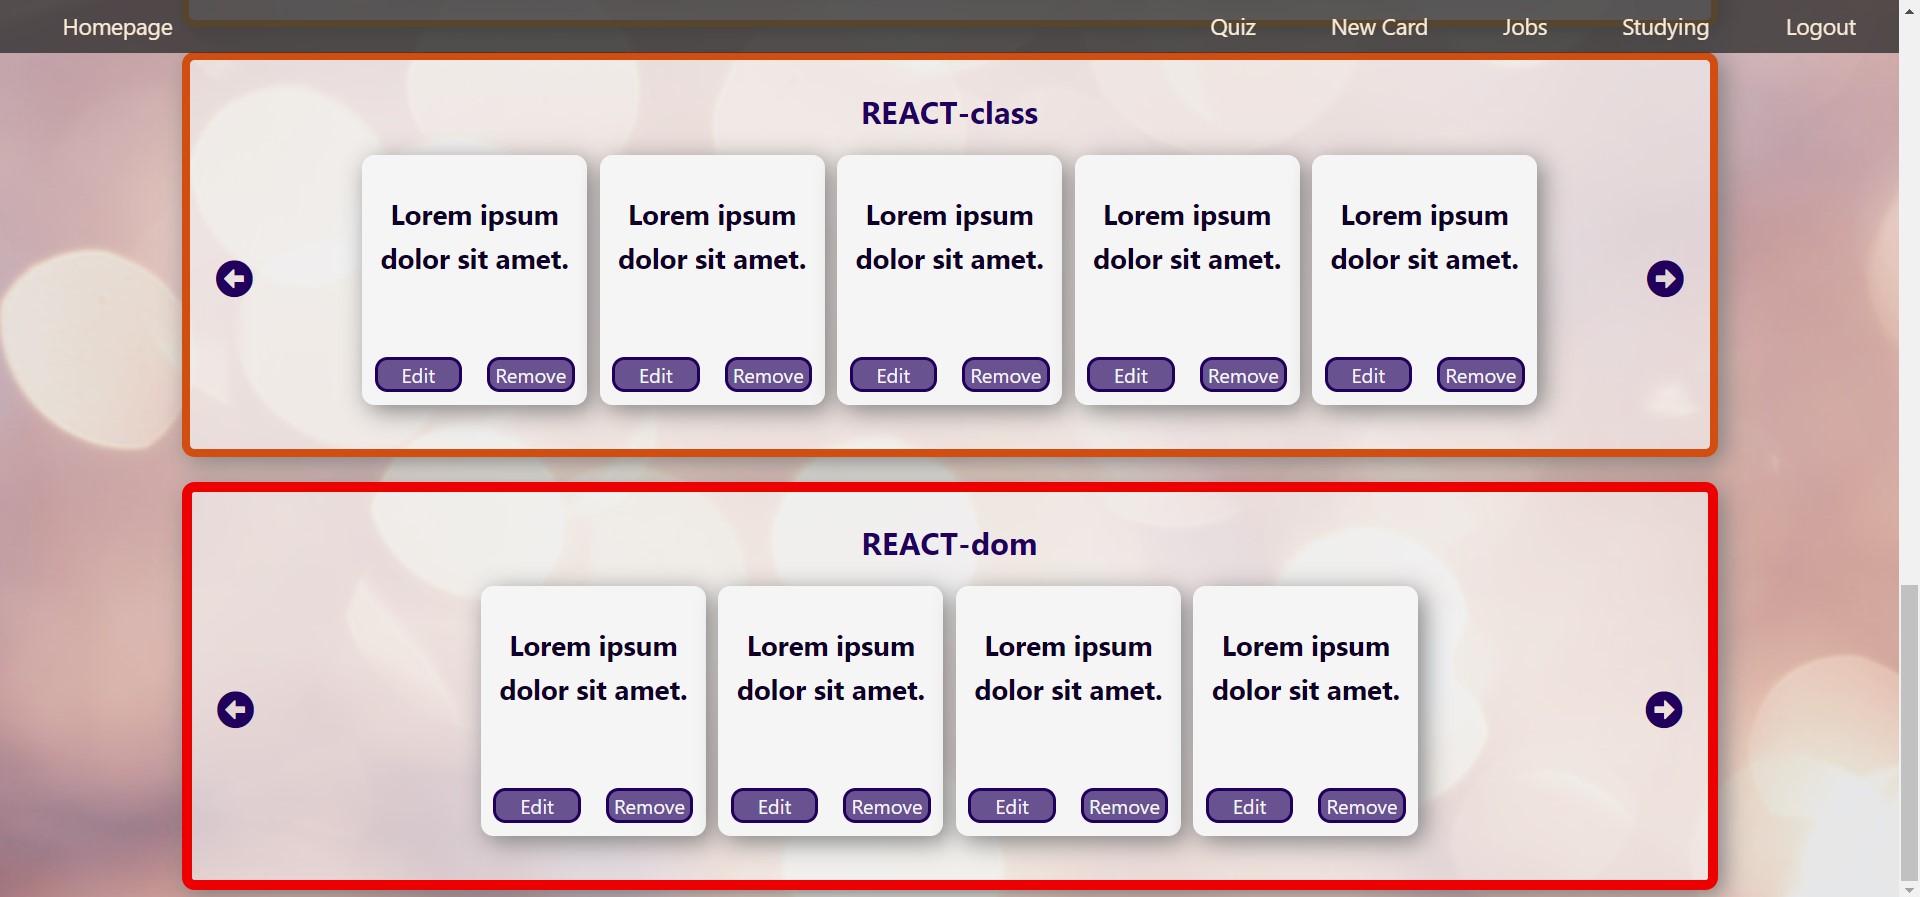 Homepage Quiz New Card Jobs Studying Logout
REACT-class
Lorem ipsum Lorem ipsum Lorem ipsum Lorem ipsum Lorem ipsum
dolor sit amet. dolor sit amet. dolor sit amet. dolor sit amet. dolor sit amet.
Edit Remove Edit Remove Edit Remove Edit Remove Edit Remove
REACT-dom
Lorem ipsum Lorem ipsum Lorem ipsum Lorem ipsum
dolor sit amet. dolor sit amet. dolor sit amet. dolor sit amet.
Edit Remove Edit Remove Edit Remove Edit Remove